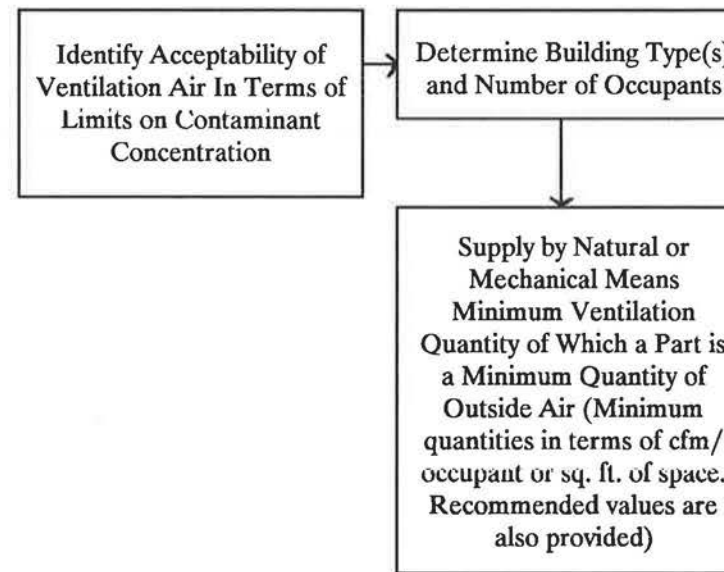 Identify Acceptability of
Ventilation Air In Terms of
Limits on Contaminant
Concentration
Determine Building Type(s)
and Number of Occupants
Supply by Natural or
Mechanical Means
Minimum Ventilation
Quantity of Which a Part is
a Minimum Quantity of
Outside Air (Minimum
quantities in terms of cfm/
occupant or sq. ft. of space.
Recommended values are
also provided)